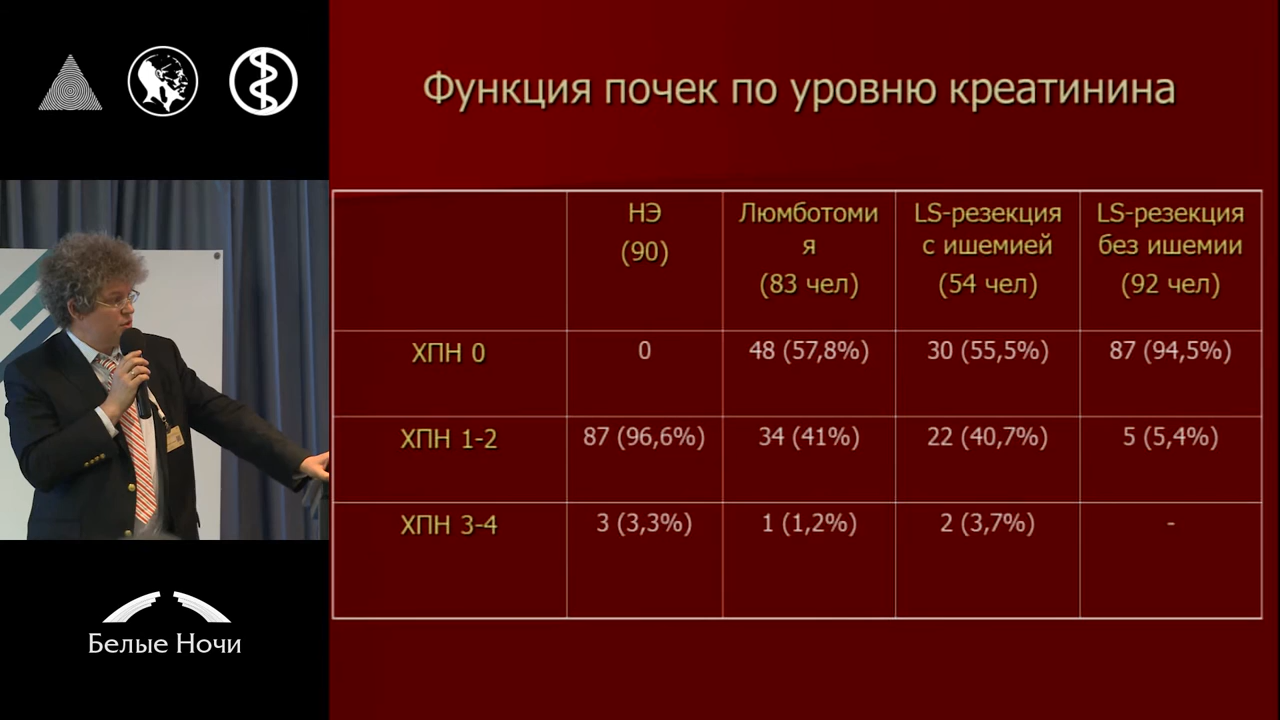 Функция почек по уровню креатинина
НЭ
(90)
Люмботоми
я
(83 чел)
LS-резекция
с ишемией
(54 чел)
LS-резекция
без ишемии
(92 чел)
ХПН 0
0
48 (57,8%)
30 (55,5%)
87 (94,5%)
ХПН 1-2
87 (96,6%)
34 (41%)
22 (40,7%)
5 (5,4%)
ХПН 3-4
3 (3,3%)
1 (1,2%)
2 (3,7%)
-
Белые Ночи